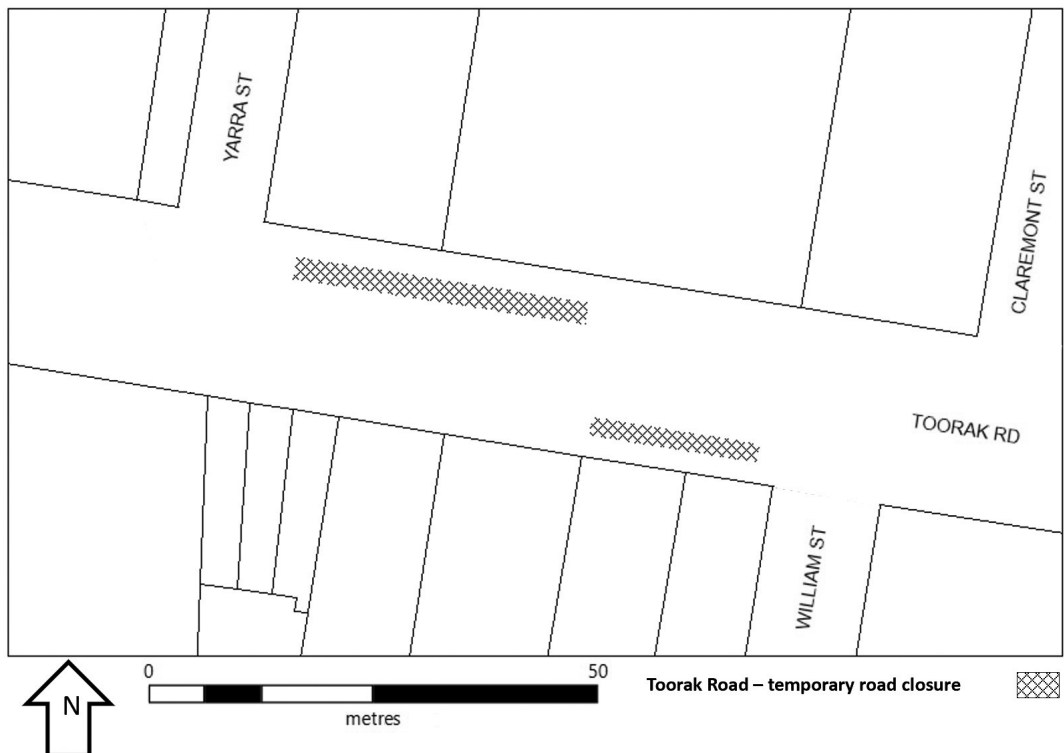 YARRA ST
CLAREMONT ST
TOORAK RD
WILLIAM ST
N
0
50
metres
Toorak Road – temporary road closure